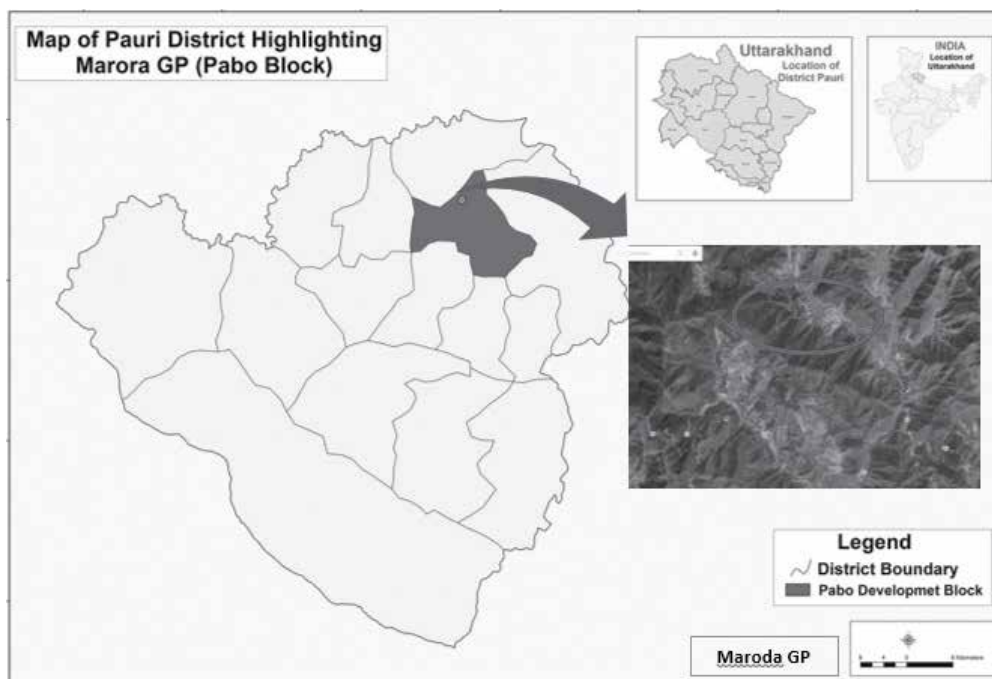 Map of Pauri District Highlighting
Marora GP (Pabo Block)
Uttarakhand
Location of
District Pauri
INDIA
Location of
Uttarakhand
Legend
District Boundary
Pabo Developmet Block
Maroda GP